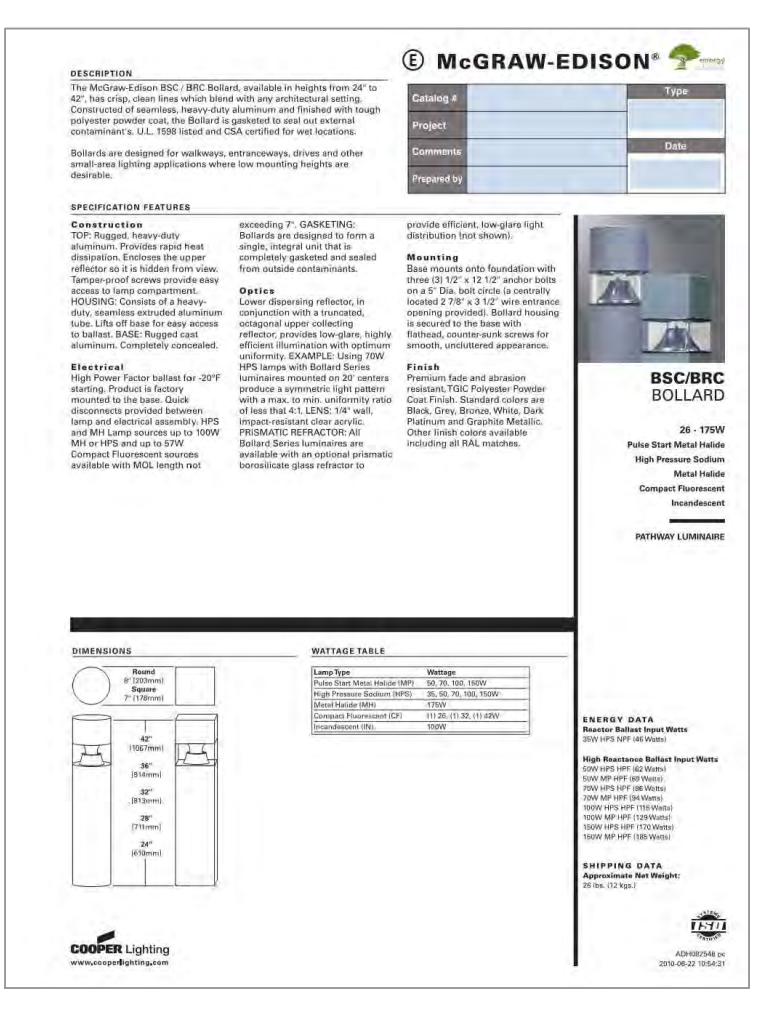 McGRAW-EDISON®
energy
DESCRIPTION
The McGraw-Edison BSC / BRC Bollard, available in heights from 24" to
42", has crisp, clean lines which blend with any architectural setting.
Constructed of seamless, heavy-duty aluminum and finished with tough
polyester powder coat, the Bollard is gasketed to seal out external
contaminant's. U.L. 1598 listed and CSA certified for wet locations.
Bollards are designed for walkways, entranceways, drives and other
small-area lighting applications where low mounting heights are
desirable.
Catalog #
Type
Project
Comments
Date
Prepared by
SPECIFICATION FEATURES
Construction
TOP: Rugged, heavy-duty
aluminum. Provides rapid heat
dissipation. Encloses the upper
reflector so it is hidden from view.
Tamper-proof screws provide easy
access to lamp compartment.
HOUSING: Consists of a heavy-
duty, seamless extruded aluminum
tube. Lifts off base for easy access
to ballast. BASE: Rugged cast
aluminum. Completely concealed.
Electrical
High Power Factor ballast for -20°F
starting. Product is factory
mounted to the base. Quick
disconnects provided between
lamp and electrical assembly. HPS
and MH Lamp sources up to 100W
MH or HPS and up to 57W
Compact Fluorescent sources
available with MOL length not
exceeding 7". GASKETING:
Bollards are designed to form a
single, integral unit that is
completely gasketed and sealed
from outside contaminants.
Optics
Lower dispersing reflector, in
conjunction with a truncated,
octagonal upper collecting
reflector, provides low-glare, highly
efficient illumination with optimum
uniformity. EXAMPLE: Using 70W
HPS lamps with Bollard Series
luminaires mounted on 20' centers
produce a symmetric light pattern
with a max. to min. uniformity ratio
of less that 4:1. LENS: 1/4" wall,
impact-resistant clear acrylic.
PRISMATIC REFRACTOR: All
Bollard Series luminaires are
available with an optional prismatic
borosilicate glass refractor to
provide efficient, low-glare light
distribution (not shown).
Mounting
Base mounts onto foundation with
three (3) 1/2" x 12 1/2" anchor bolts
on a 5" Dia. bolt circle (a centrally
located 2 7/8" x 3 1/2" wire entrance
opening provided). Bollard housing
is secured to the base with
flathead, counter-sunk screws for
smooth, uncluttered appearance.
Finish
Premium fade and abrasion
resistant.TGIC Polyester Powder
Coat Finish. Standard colors are
Black, Grey, Bronze, White, Dark
Platinum and Graphite Metallic.
Other finish colors available
including all RAL matches.
BSC/BRC
BOLLARD
26 - 175W
Pulse Start Metal Halide
High Pressure Sodium
Metal Halide
Compact Fluorescent
Incandescent
PATHWAY LUMINAIRE
DIMENSIONS
Round
8" (203mm)
Square
7" (178mm)
42"
(1067mm)
36"
(914mm)
32"
(813mm)
28"
(711mm)
24"
(610mm)
WATTAGE TABLE
Lamp Type Wattage
Pulse Start Metal Halide (MP) 50, 70, 100, 150W
High Pressure Sodium (HPS) 35, 50, 70, 100, 150W
Metal Halide (MH) 175W
Compact Fluorescent (CF) (1) 26, (1) 32, (1) 42W
Incandescent (IN) 100W
ENERGY DATA
Reactor Ballast Input Watts
35W HPS NPF (46 Watts)
High Reactance Ballast Input Watts
50W HPS HPF (62 Watts)
50W MP HPF (Watts)
70W HPS HPF (86 Watts)
70W MP HPF (94 Watts)
100W HPS HPF (115 Watts)
100W MP HPF (129 Watts)
150W HPS HPF (170 Watts)
150W MP HPF (185 Watts)
SHIPPING DATA
Approximate Net Weight:
26 lbs. (12 kgs.)
SYSTEMS
ISO
CERTIFIED
COOPER Lighting
www.cooperlighting.com
ADH082548 pc
2010-06-22 10:54:31